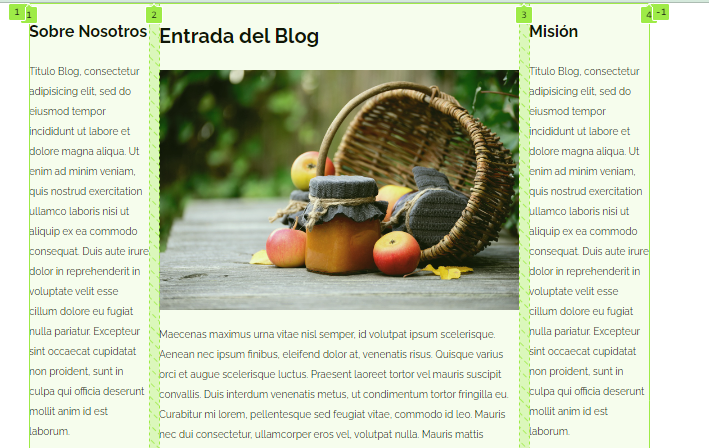 1
1
2
3
4
-1
Sobre Nosotros
Titulo Blog, consectetur
adipisicing elit, sed do
eiusmod tempor
incididunt ut labore et
dolore magna aliqua. Ut
enim ad minim veniam,
quis nostrud exercitation
ullamco laboris nisi ut
aliquip ex ea commodo
consequat. Duis aute irure
dolor in reprehenderit in
voluptate velit esse
cillum dolore eu fugiat
nulla pariatur. Excepteur
sint occaecat cupidatat
non proident, sunt in
culpa qui officia deserunt
mollit anim id est
laborum.
Entrada del Blog
Maecenas maximus urna vitae nisl semper, id volutpat ipsum scelerisque.
Aenean nec ipsum finibus, eleifend dolor at, venenatis risus. Quisque varius
orci et augue scelerisque luctus. Praesent laoreet tortor vel mauris suscipit
convallis. Duis interdum venenatis metus, ut condimentum tortor fringilla eu.
Curabitur mi lorem, pellentesque sed feugiat vitae, commodo id leo. Mauris
nec dui consectetur, ullamcorper eros vel, volutpat nulla. Mauris mattis
Misión
Titulo Blog, consectetur
adipisicing elit, sed do
eiusmod tempor
incididunt ut labore et
dolore magna aliqua. Ut
enim ad minim veniam,
quis nostrud exercitation
ullamco laboris nisi ut
aliquip ex ea commodo
consequat. Duis aute irure
dolor in reprehenderit in
voluptate velit esse
cillum dolore eu fugiat
nulla pariatur. Excepteur
sint occaecat cupidatat
non proident, sunt in
culpa qui officia deserunt
mollit anim id est
laborum.